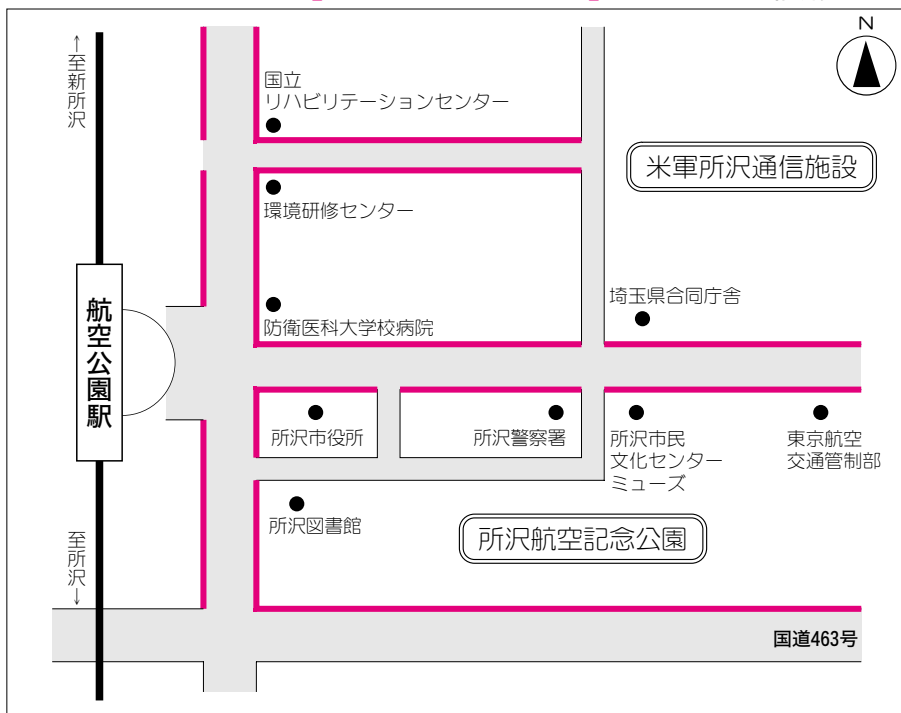 N
↑至新所沢
国立
リハビリテーションセンター
米軍所沢通信施設
環境研修センター
埼玉県合同庁舎
防衛医科大学校病院
航空公園駅
所沢市役所
所沢警察署
所沢市民
文化センター
ミューズ
東京航空
交通管制部
所沢図書館
所沢航空記念公園
至所沢↓
国道463号